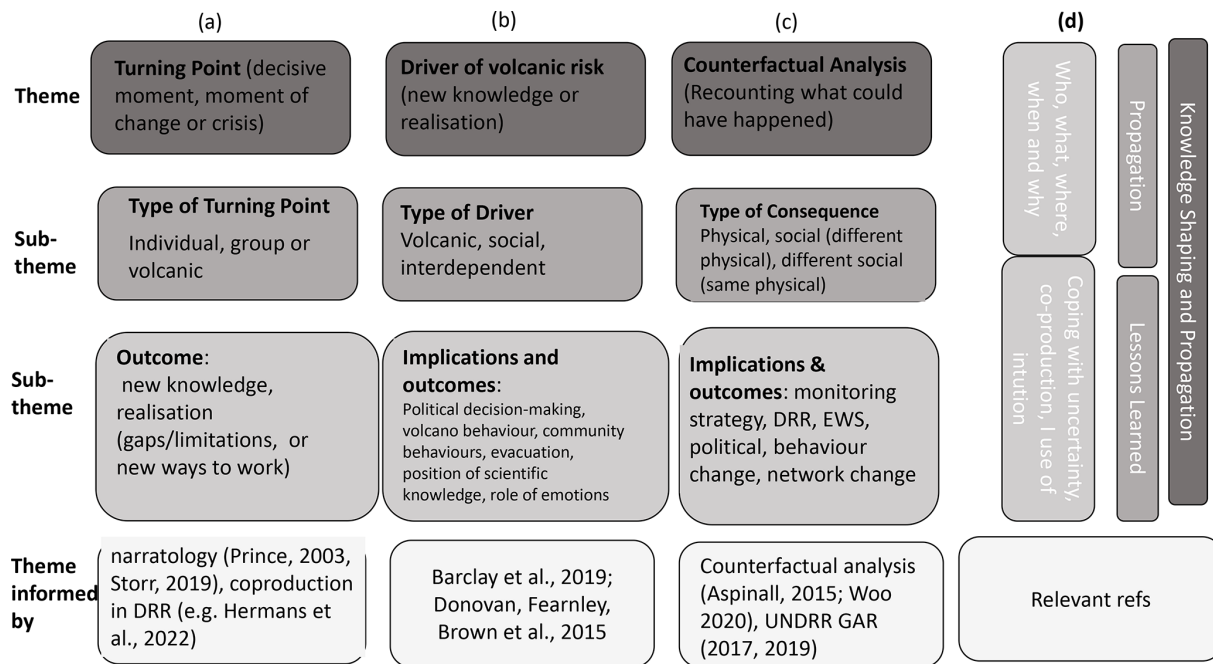 (a)
(b)
(c)
(d)
Theme
Turning Point (decisive
moment, moment of
change or crisis)
Driver of volcanic risk
(new knowledge or
realisation)
Counterfactual Analysis
(Recounting what could
have happened)
Sub-
theme
Type of Turning Point
Individual, group or
volcanic
Type of Driver
Volcanic, social,
interdependent
Type of Consequence
Physical, social (different
physical), different social
(same physical)
Sub-
theme
Outcome:
new knowledge,
realisation
(gaps/limitations, or
new ways to work)
Implications and
outcomes:
Political decision-making,
volcano behaviour, community
behaviours, evacuation,
position of scientific
knowledge, role of emotions
Implications &
outcomes: monitoring
strategy, DRR, EWS,
political, behaviour
change, network change
Theme
informed
by
narratology (Prince, 2003,
Storr, 2019), coproduction
in DRR (e.g. Hermans et
al., 2022)
Barclay et al., 2019;
Donovan, Fearnley,
Brown et al., 2015
Counterfactual analysis
(Aspinall, 2015; Woo
2020), UNDRR GAR
(2017, 2019)
Who, what, where,
when and why
Coping with uncertainty,
co-production, I use of
intution
Propagation
Lessons Learned
Knowledge Shaping and Propagation
Relevant refs